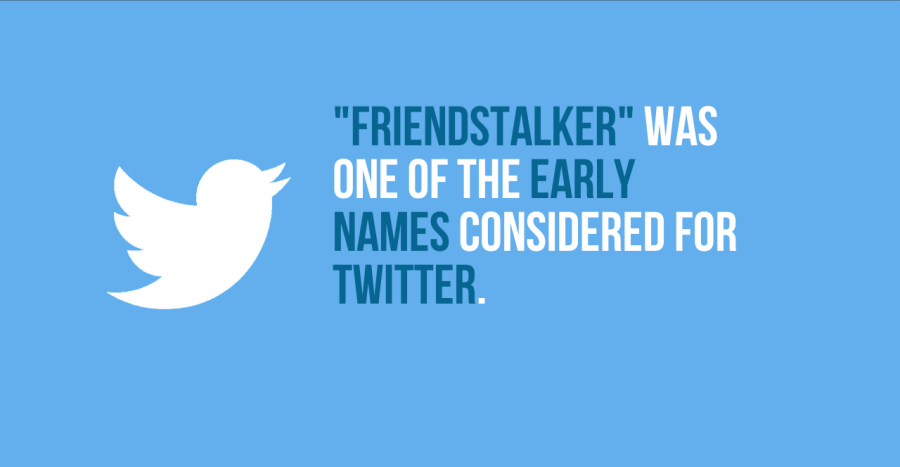 "FRIENDSTALKER" WAS
ONE OF THE EARLY
NAMES CONSIDERED FOR
TWITTER.